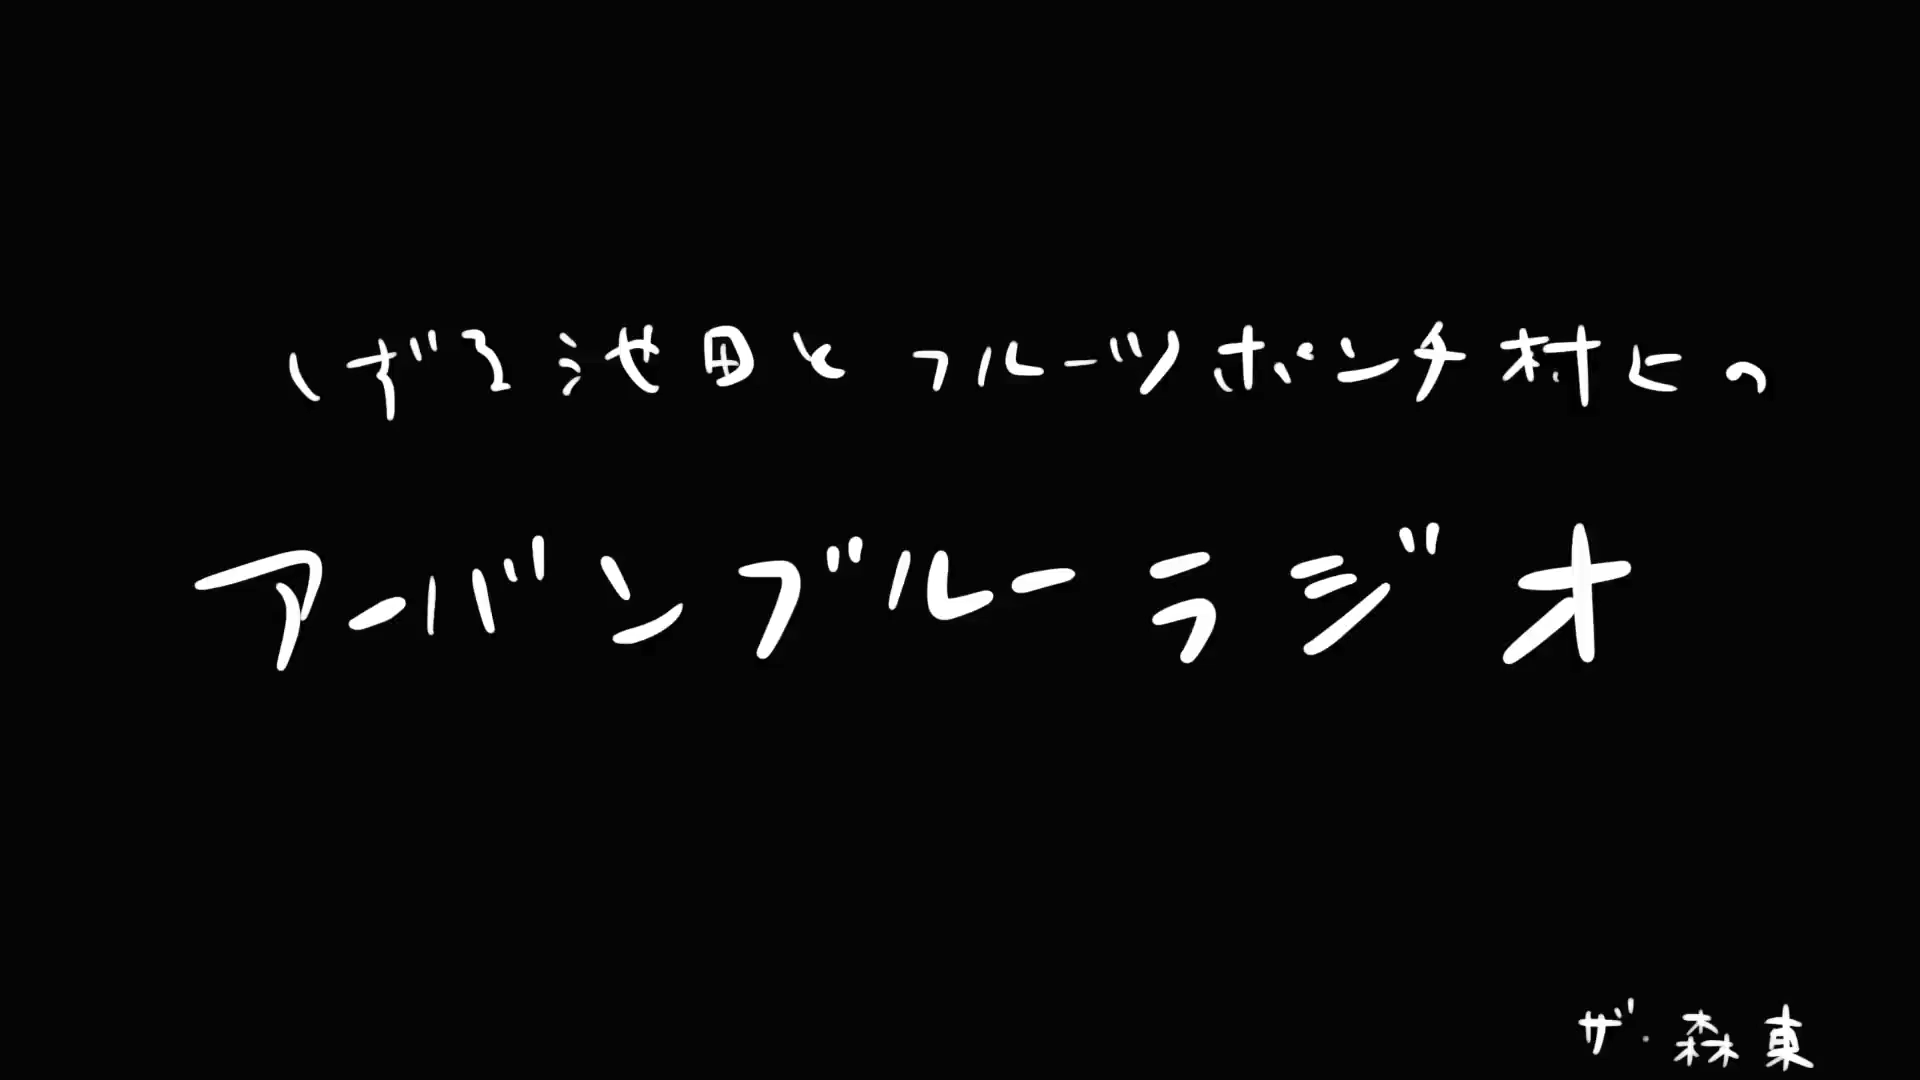 しずる池田とフルーツポンチ村上の
アーバンブルーラジオ
ザ・森東